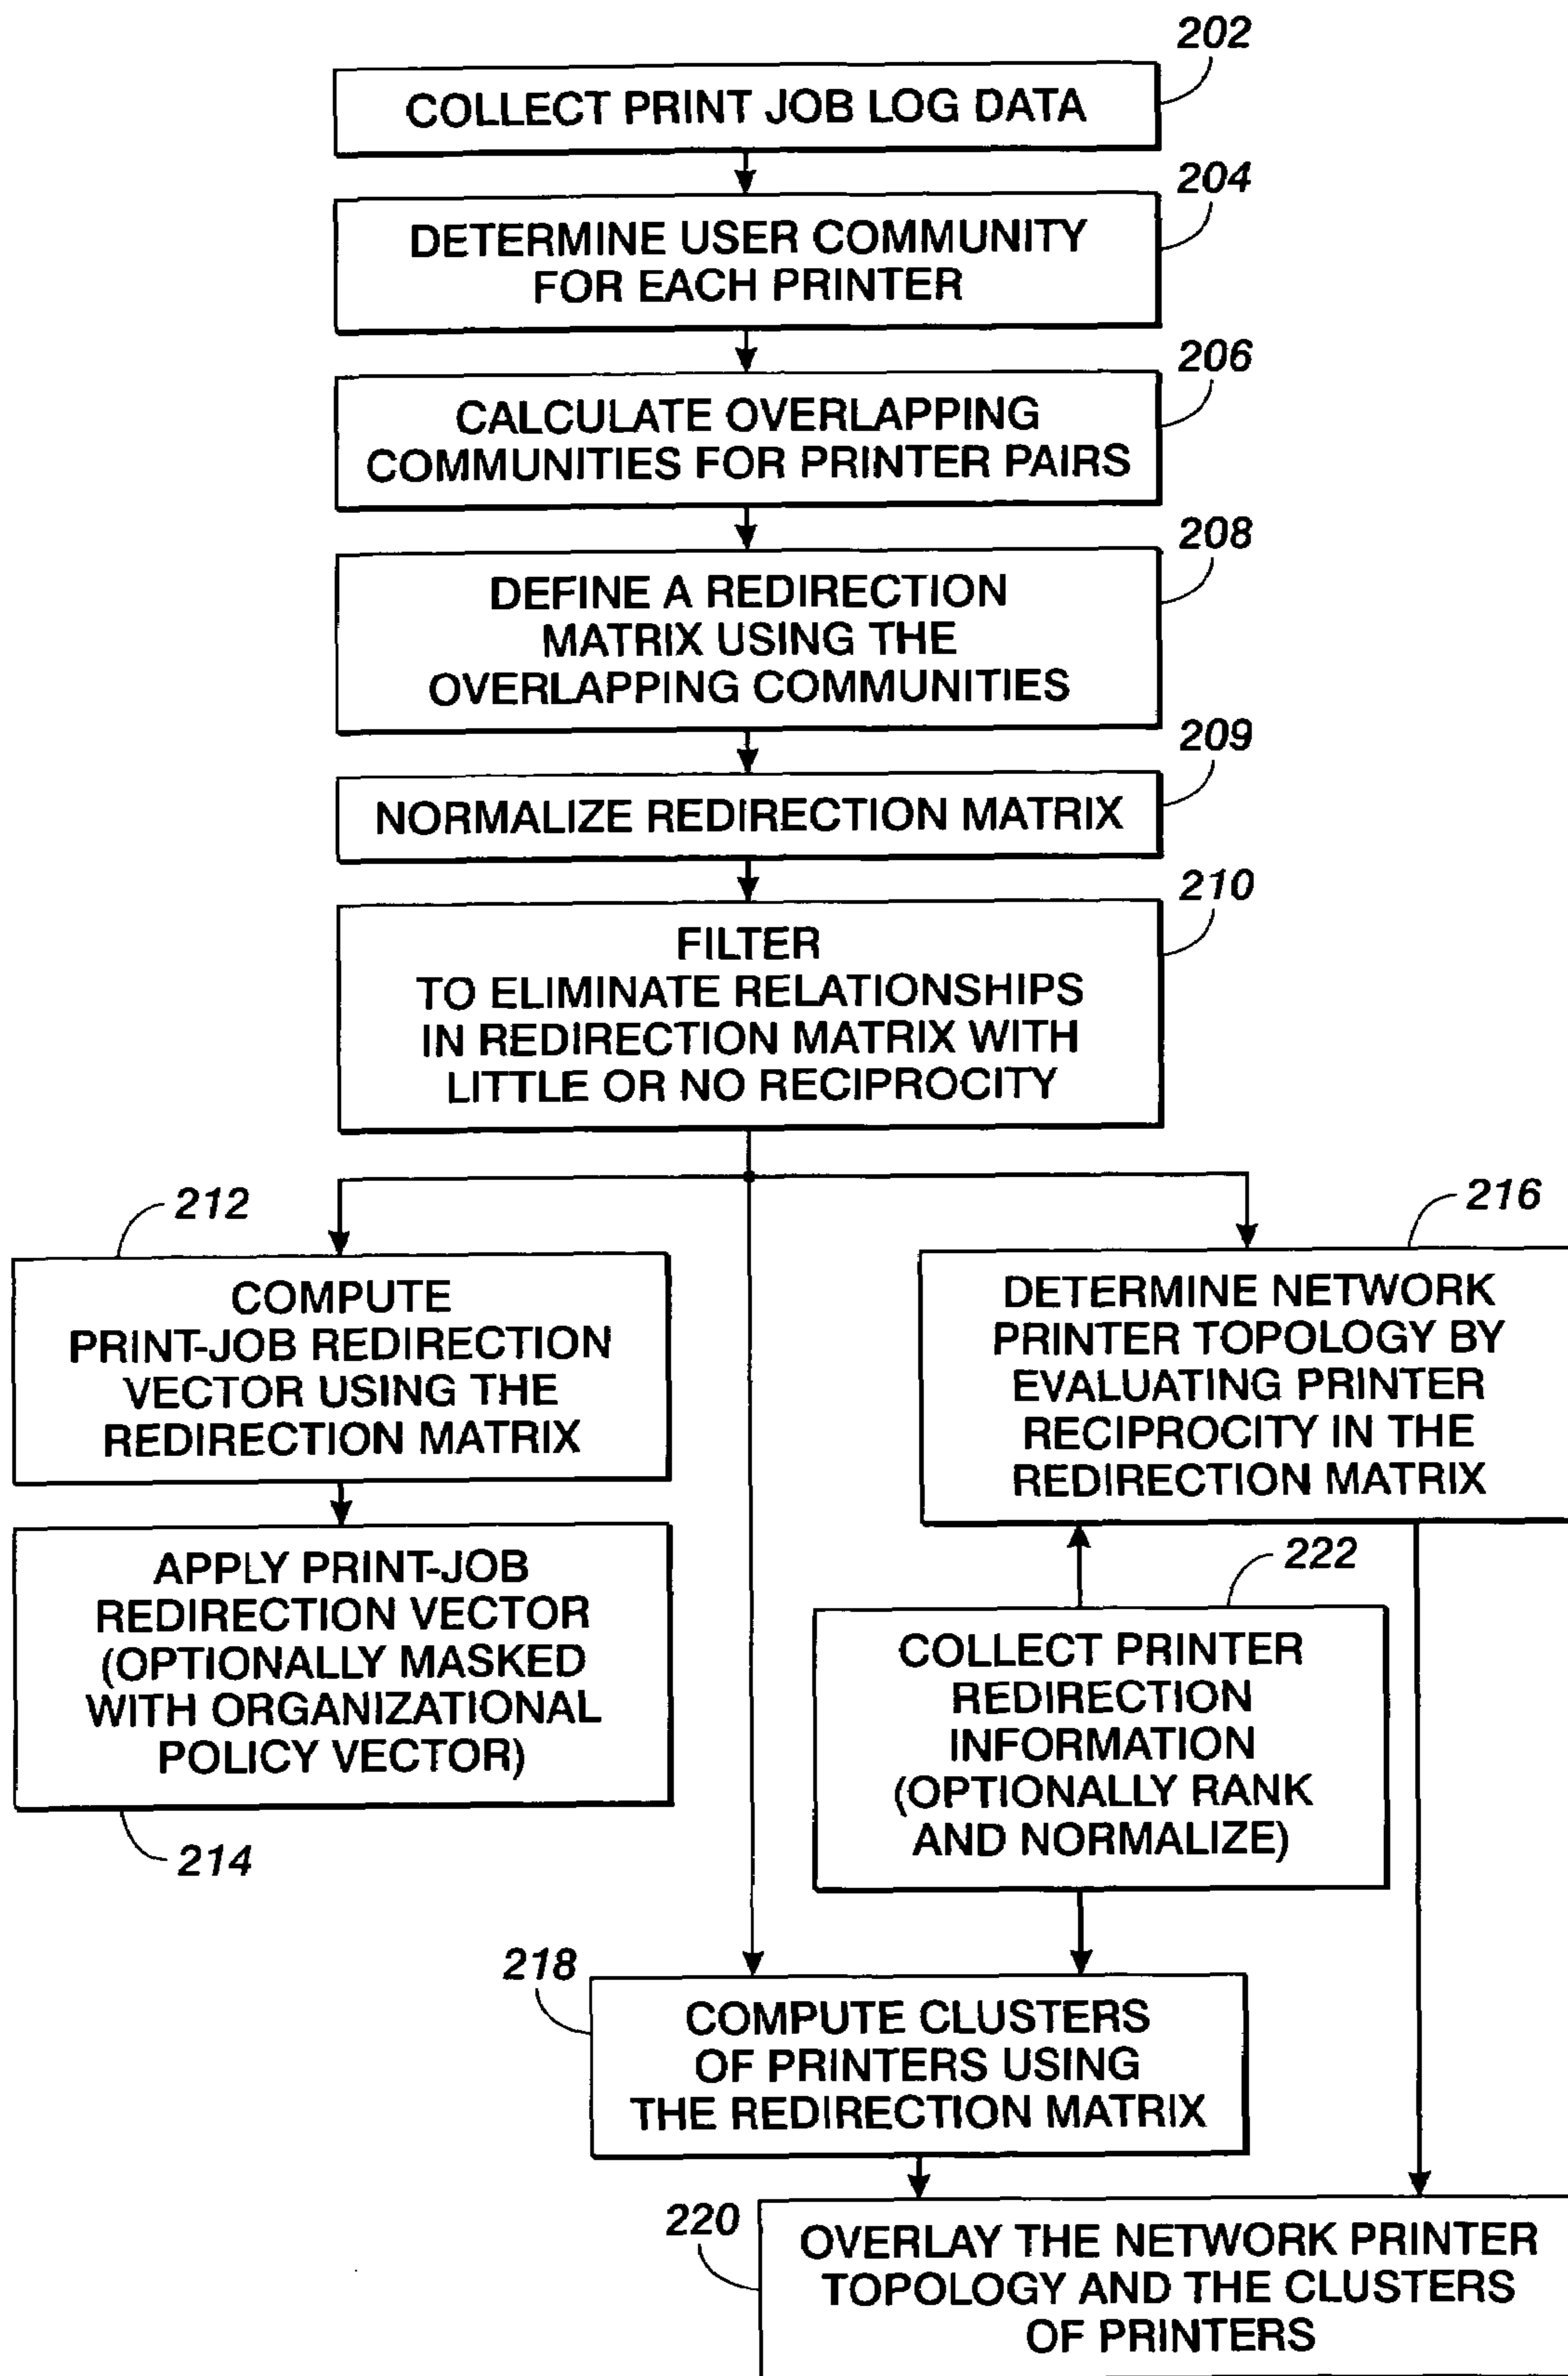 202
COLLECT PRINT JOB LOG DATA
204
DETERMINE USER COMMUNITY
FOR EACH PRINTER
206
CALCULATE OVERLAPPING
COMMUNITIES FOR PRINTER PAIRS
208
DEFINE A REDIRECTION
MATRIX USING THE
OVERLAPPING COMMUNITIES
209
NORMALIZE REDIRECTION MATRIX
210
FILTER
TO ELIMINATE RELATIONSHIPS
IN REDIRECTION MATRIX WITH
LITTLE OR NO RECIPROCITY
212
COMPUTE
PRINT-JOB REDIRECTION
VECTOR USING THE
REDIRECTION MATRIX
APPLY PRINT-JOB
REDIRECTION VECTOR
(OPTIONALLY MASKED
WITH ORGANIZATIONAL
POLICY VECTOR)
214
216
DETERMINE NETWORK
PRINTER TOPOLOGY BY
EVALUATING PRINTER
RECIPROCITY IN THE
REDIRECTION MATRIX
222
COLLECT PRINTER
REDIRECTION
INFORMATION
(OPTIONALLY RANK
AND NORMALIZE)
218
COMPUTE CLUSTERS
OF PRINTERS USING
THE REDIRECTION MATRIX
220
OVERLAY THE NETWORK PRINTER
TOPOLOGY AND THE CLUSTERS
OF PRINTERS